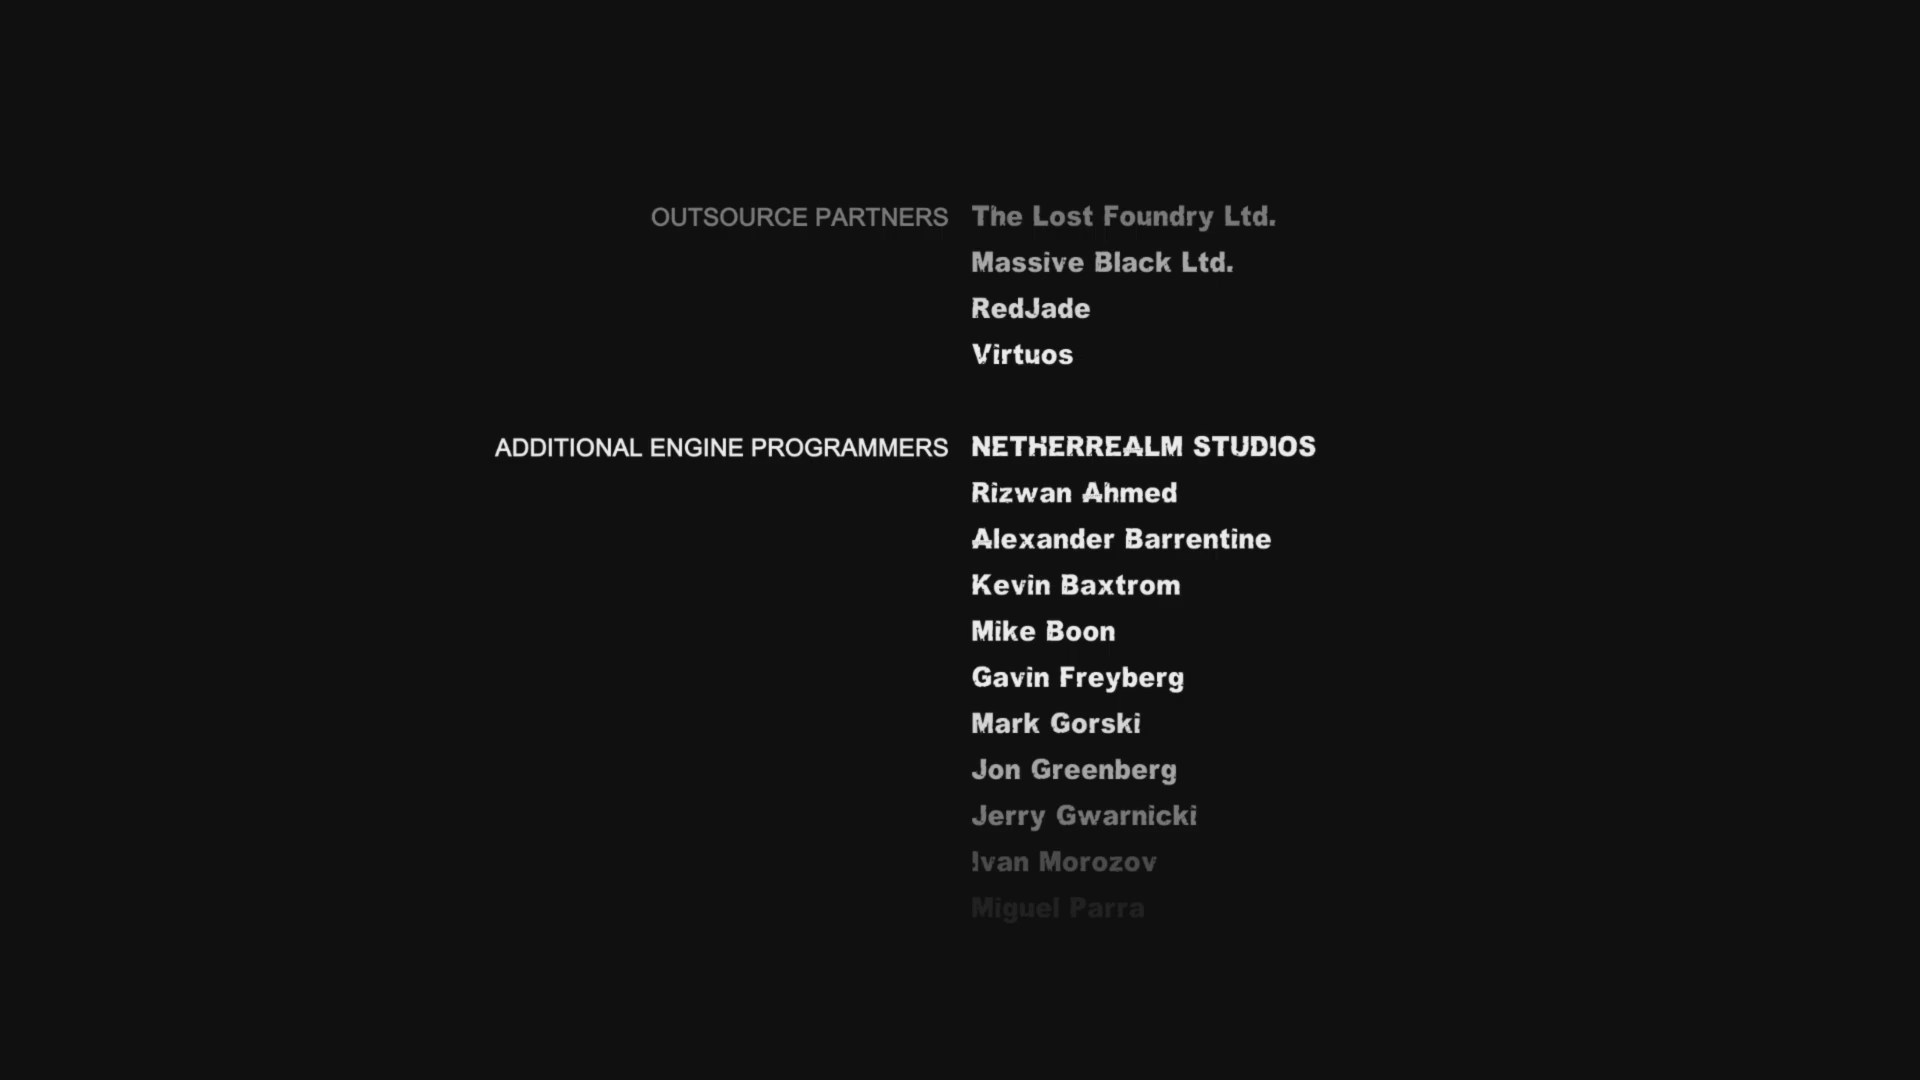 OUTSOURCE PARTNERS The Lost Foundry Ltd.
Massive Black Ltd.
RedJade
Virtuos
ADDITIONAL ENGINE PROGRAMMERS NETHERREALM STUDIOS
Rizwan Ahmed
Alexander Barrentine
Kevin Baxtrom
Mike Boon
Gavin Freyberg
Mark Gorski
Jon Greenberg
Jerry Gwarnicki
Ivan Morozov
Miguel Parra